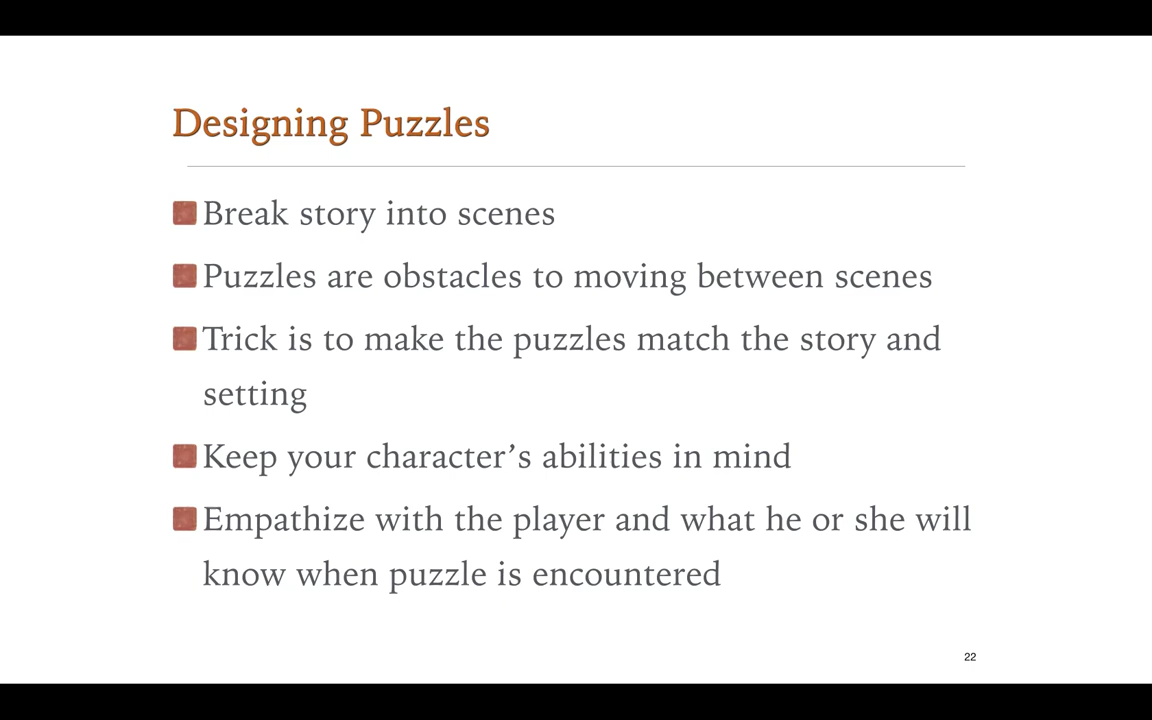 Designing Puzzles
Break story into scenes
Puzzles are obstacles to moving between scenes
Trick is to make the puzzles match the story and
setting
Keep your character’s abilities in mind
Empathize with the player and what he or she will
know when puzzle is encountered
22